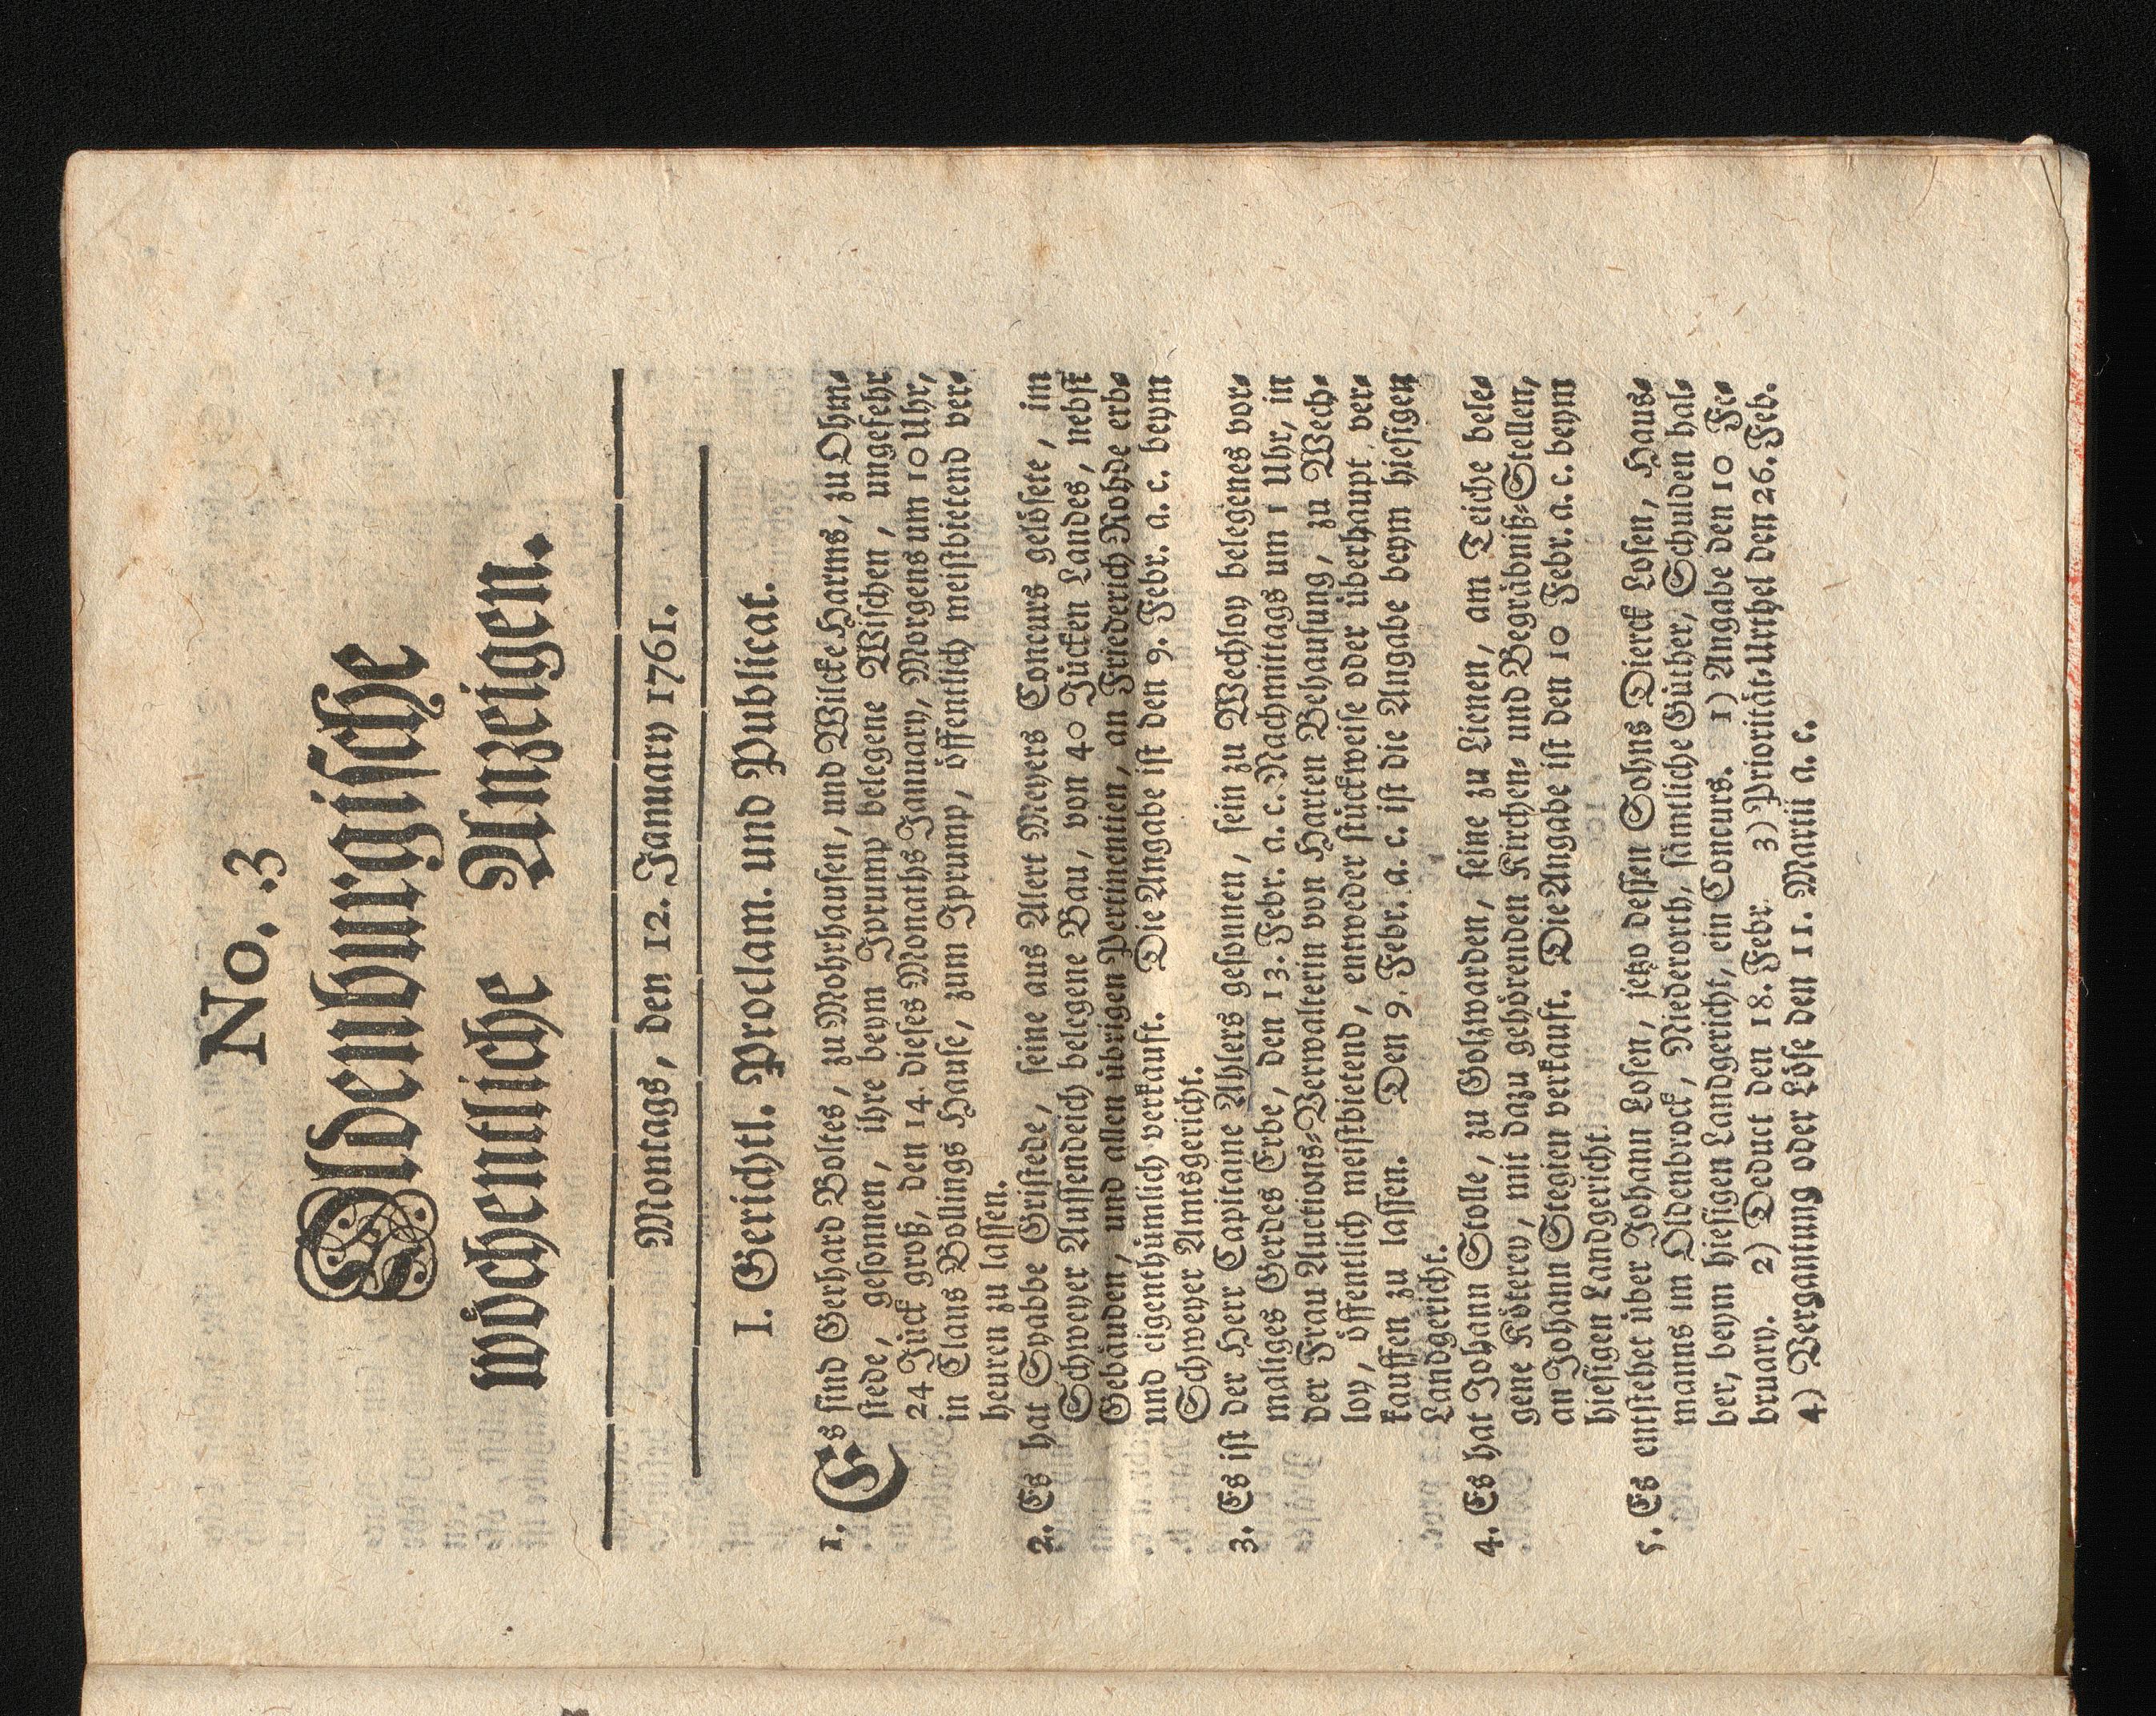 No. 3
Oldenburgische
wöchentliche Anzeigen.
Montags, den 12. January 1761.
I. Gerichtl. Proclam. und Publicat.
1. Es sind Gerhard Boltes, zu Mohrhausen, und Wilcke Harms, zu Ohm-
stede, gesonnen, ihre beym Iprump belegene Wischen, ungefehr
24 Jück groß, den 14. dieses Monaths January, Morgens um 10 Uhr,
in Claus Bollings Hause, zum Iprump, öffentlich meistbietend ver-
heuren zu lassen.
2. Es hat Syabbe Gristede, seine aus Alert Meyers Concurs gelösete, im
Schweyer Aussendeich belegene Bau, von 40 Jücken Landes, nebst
Gebäuden, und allen übrigen Pertinentien, an Friederich Rohde erb-
und eigenthümlich verkauft. Die Angabe ist den 9. Febr. a. c. beym
Schweyer Amtsgericht.
3. Es ist der Herr Capitaine Ahlers gesonnen, sein zu Wechloy belegenes vor-
maliges Gerdes Erbe, den 13. Febr. a. c. Nachmittags um 1 Uhr, in
der Frau Auctions-Verwalterin von Harten Behausung, zu Wech-
loy, öffentlich meistbietend, entweder stückweise oder überhaupt ver-
kauffen zu lassen. Den 9. Febr. a. c. ist die Angabe beym hiesigen
Landgericht.
4. Es hat Johann Stolle, zu Golzwarden, seine zu Lienen, am Teiche bele-
gene Köterey, mit dazu gehörenden Kirchen- und Begräbniß-Stellen,
an Johann Stegien verkauft. Die Angabe ist den 10 Febr. a. c. beym
hiesigen Landgericht.
5. Es entstehet über Johann Losen, jetzo dessen Sohns Dierck Losen, Haus-
manns im Oldenbrock, Niederorth, sämtliche Güther, Schulden hal-
ber, beym hiesigen Landgericht, ein Concurs. 1) Angabe den 10 Fe-
bruary. 2) Deduct den 18. Febr. 3) Priorität-Urthel den 26. Feb.
4) Vergantung oder Löse den 11. Martii a. c.